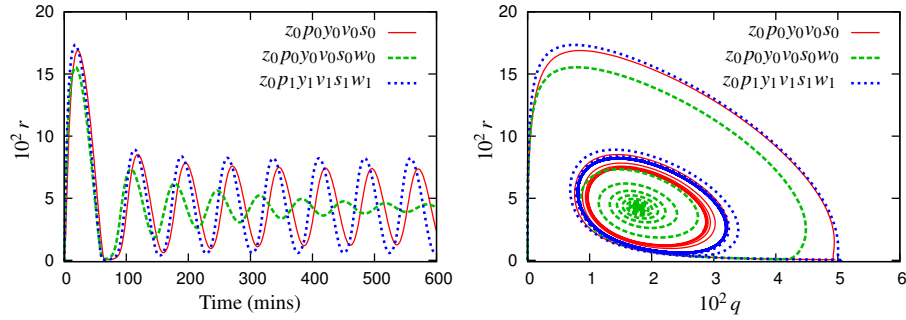 20
15
10
5
0
10² r
0 100 200 300 400 500 600
Time (mins)
z₀p₀y₀v₀s₀
z₀p₀y₀v₀s₀w₀
z₀p₁y₁v₁s₁w₁
20
15
10
5
0
10² r
0 1 2 3 4 5 6
10² q
z₀p₀y₀v₀s₀
z₀p₀y₀v₀s₀w₀
z₀p₁y₁v₁s₁w₁